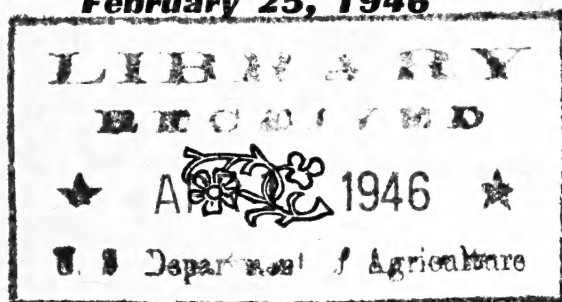 February 25, 1946
LIBRARY
RECEIVED
★ A 1946 ★
U. S Department of Agriculture